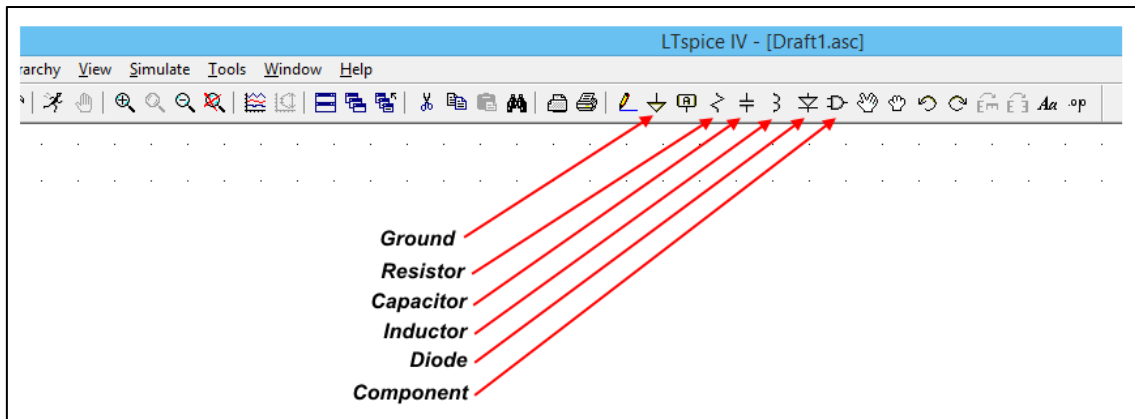 LTspice IV - [Draft1.asc]
rarchy View Simulate Tools Window Help
Aa .op
Ground
Resistor
Capacitor
Inductor
Diode
Component